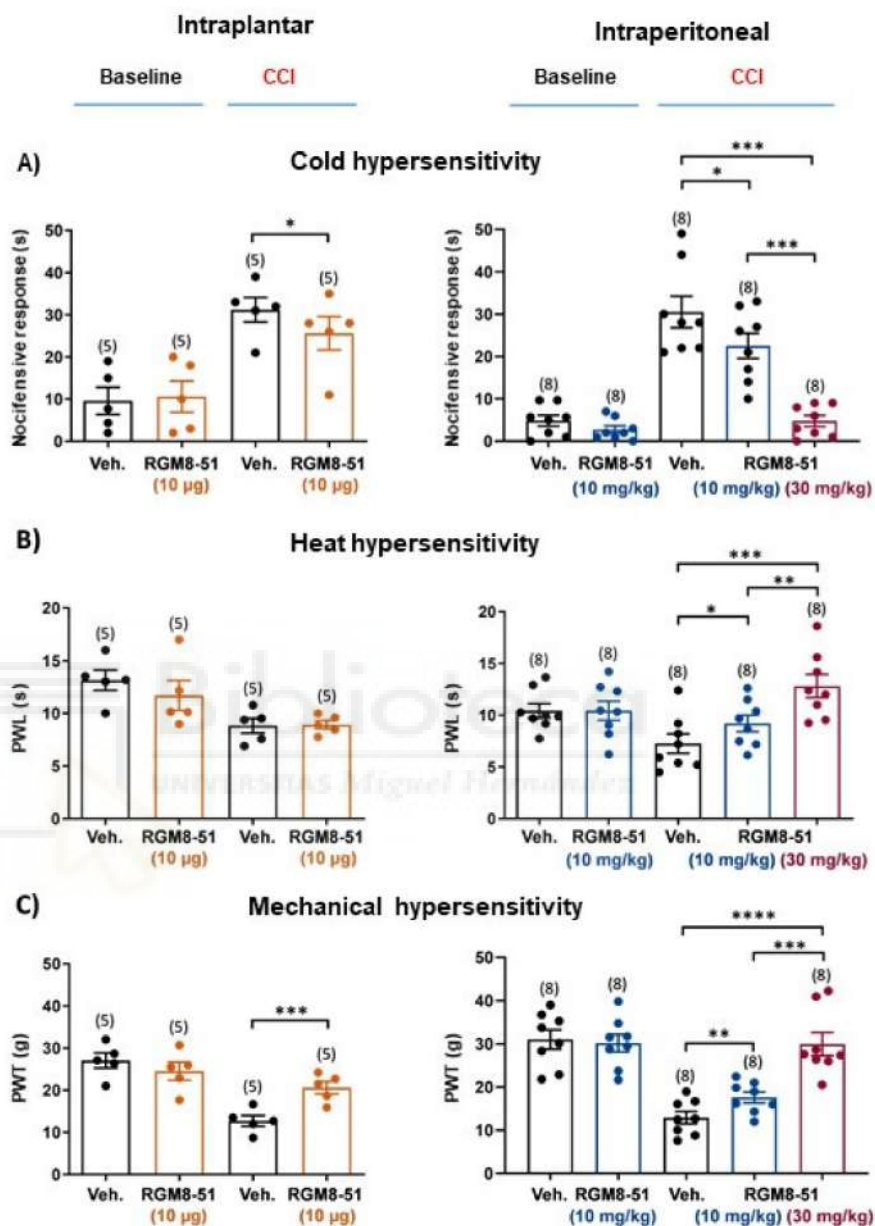 Intraplantar
Intraperitoneal
Baseline
CCI
Baseline
CCI
A)
Cold hypersensitivity
Nocifensive response (s)
50
40
30
20
10
0
(5)
(5)
(5)
(5)
*
Veh.
RGM8-51
(10 µg)
Veh.
RGM8-51
(10 µg)
Nocifensive response (s)
50
40
30
20
10
0
(8)
(8)
(8)
(8)
(8)
***
*
***
Veh.
RGM8-51
(10 mg/kg)
Veh.
RGM8-51
(10 mg/kg)
(30 mg/kg)
B)
Heat hypersensitivity
PWL (s)
20
15
10
5
0
(5)
(5)
(5)
(5)
Veh.
RGM8-51
(10 µg)
Veh.
RGM8-51
(10 µg)
PWL (s)
20
15
10
5
0
(8)
(8)
(8)
(8)
(8)
***
**
*
Veh.
RGM8-51
(10 mg/kg)
Veh.
RGM8-51
(10 mg/kg)
(30 mg/kg)
Biblioteca
UNIVERSITAS Miguel Hernández
C)
Mechanical hypersensitivity
PWT (g)
50
40
30
20
10
0
(5)
(5)
(5)
(5)
***
Veh.
RGM8-51
(10 µg)
Veh.
RGM8-51
(10 µg)
PWT (g)
50
40
30
20
10
0
(8)
(8)
(8)
(8)
(8)
****
***
**
Veh.
RGM8-51
(10 mg/kg)
Veh.
RGM8-51
(10 mg/kg)
(30 mg/kg)